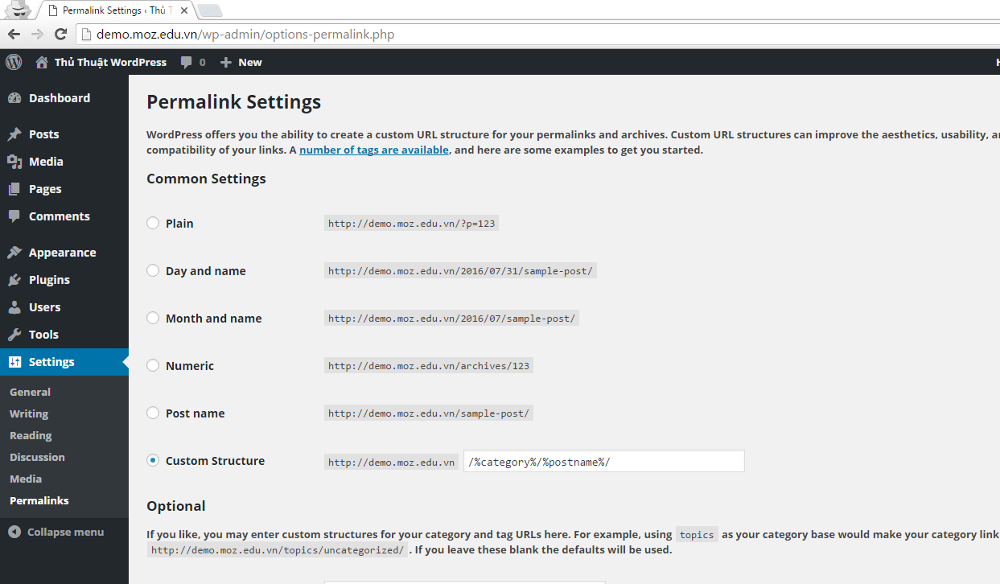 Permalink Settings ‹ Thủ T
demo.moz.edu.vn/wp-admin/options-permalink.php
Thủ Thuật WordPress 0 New
Dashboard
Posts
Media
Pages
Comments
Appearance
Plugins
Users
Tools
Settings
General
Writing
Reading
Discussion
Media
Permalinks
Collapse menu
Permalink Settings
WordPress offers you the ability to create a custom URL structure for your permalinks and archives. Custom URL structures can improve the aesthetics, usability,
compatibility of your links. A number of tags are available, and here are some examples to get you started.
Common Settings
Plain http://demo.moz.edu.vn/?p=123
Day and name http://demo.moz.edu.vn/2016/07/31/sample-post/
Month and name http://demo.moz.edu.vn/2016/07/sample-post/
Numeric http://demo.moz.edu.vn/archives/123
Post name http://demo.moz.edu.vn/sample-post/
Custom Structure http://demo.moz.edu.vn /%category%/%postname%/
Optional
If you like, you may enter custom structures for your category and tag URLs here. For example, using topics as your category base would make your category link
http://demo.moz.edu.vn/topics/uncategorized/ . If you leave these blank the defaults will be used.